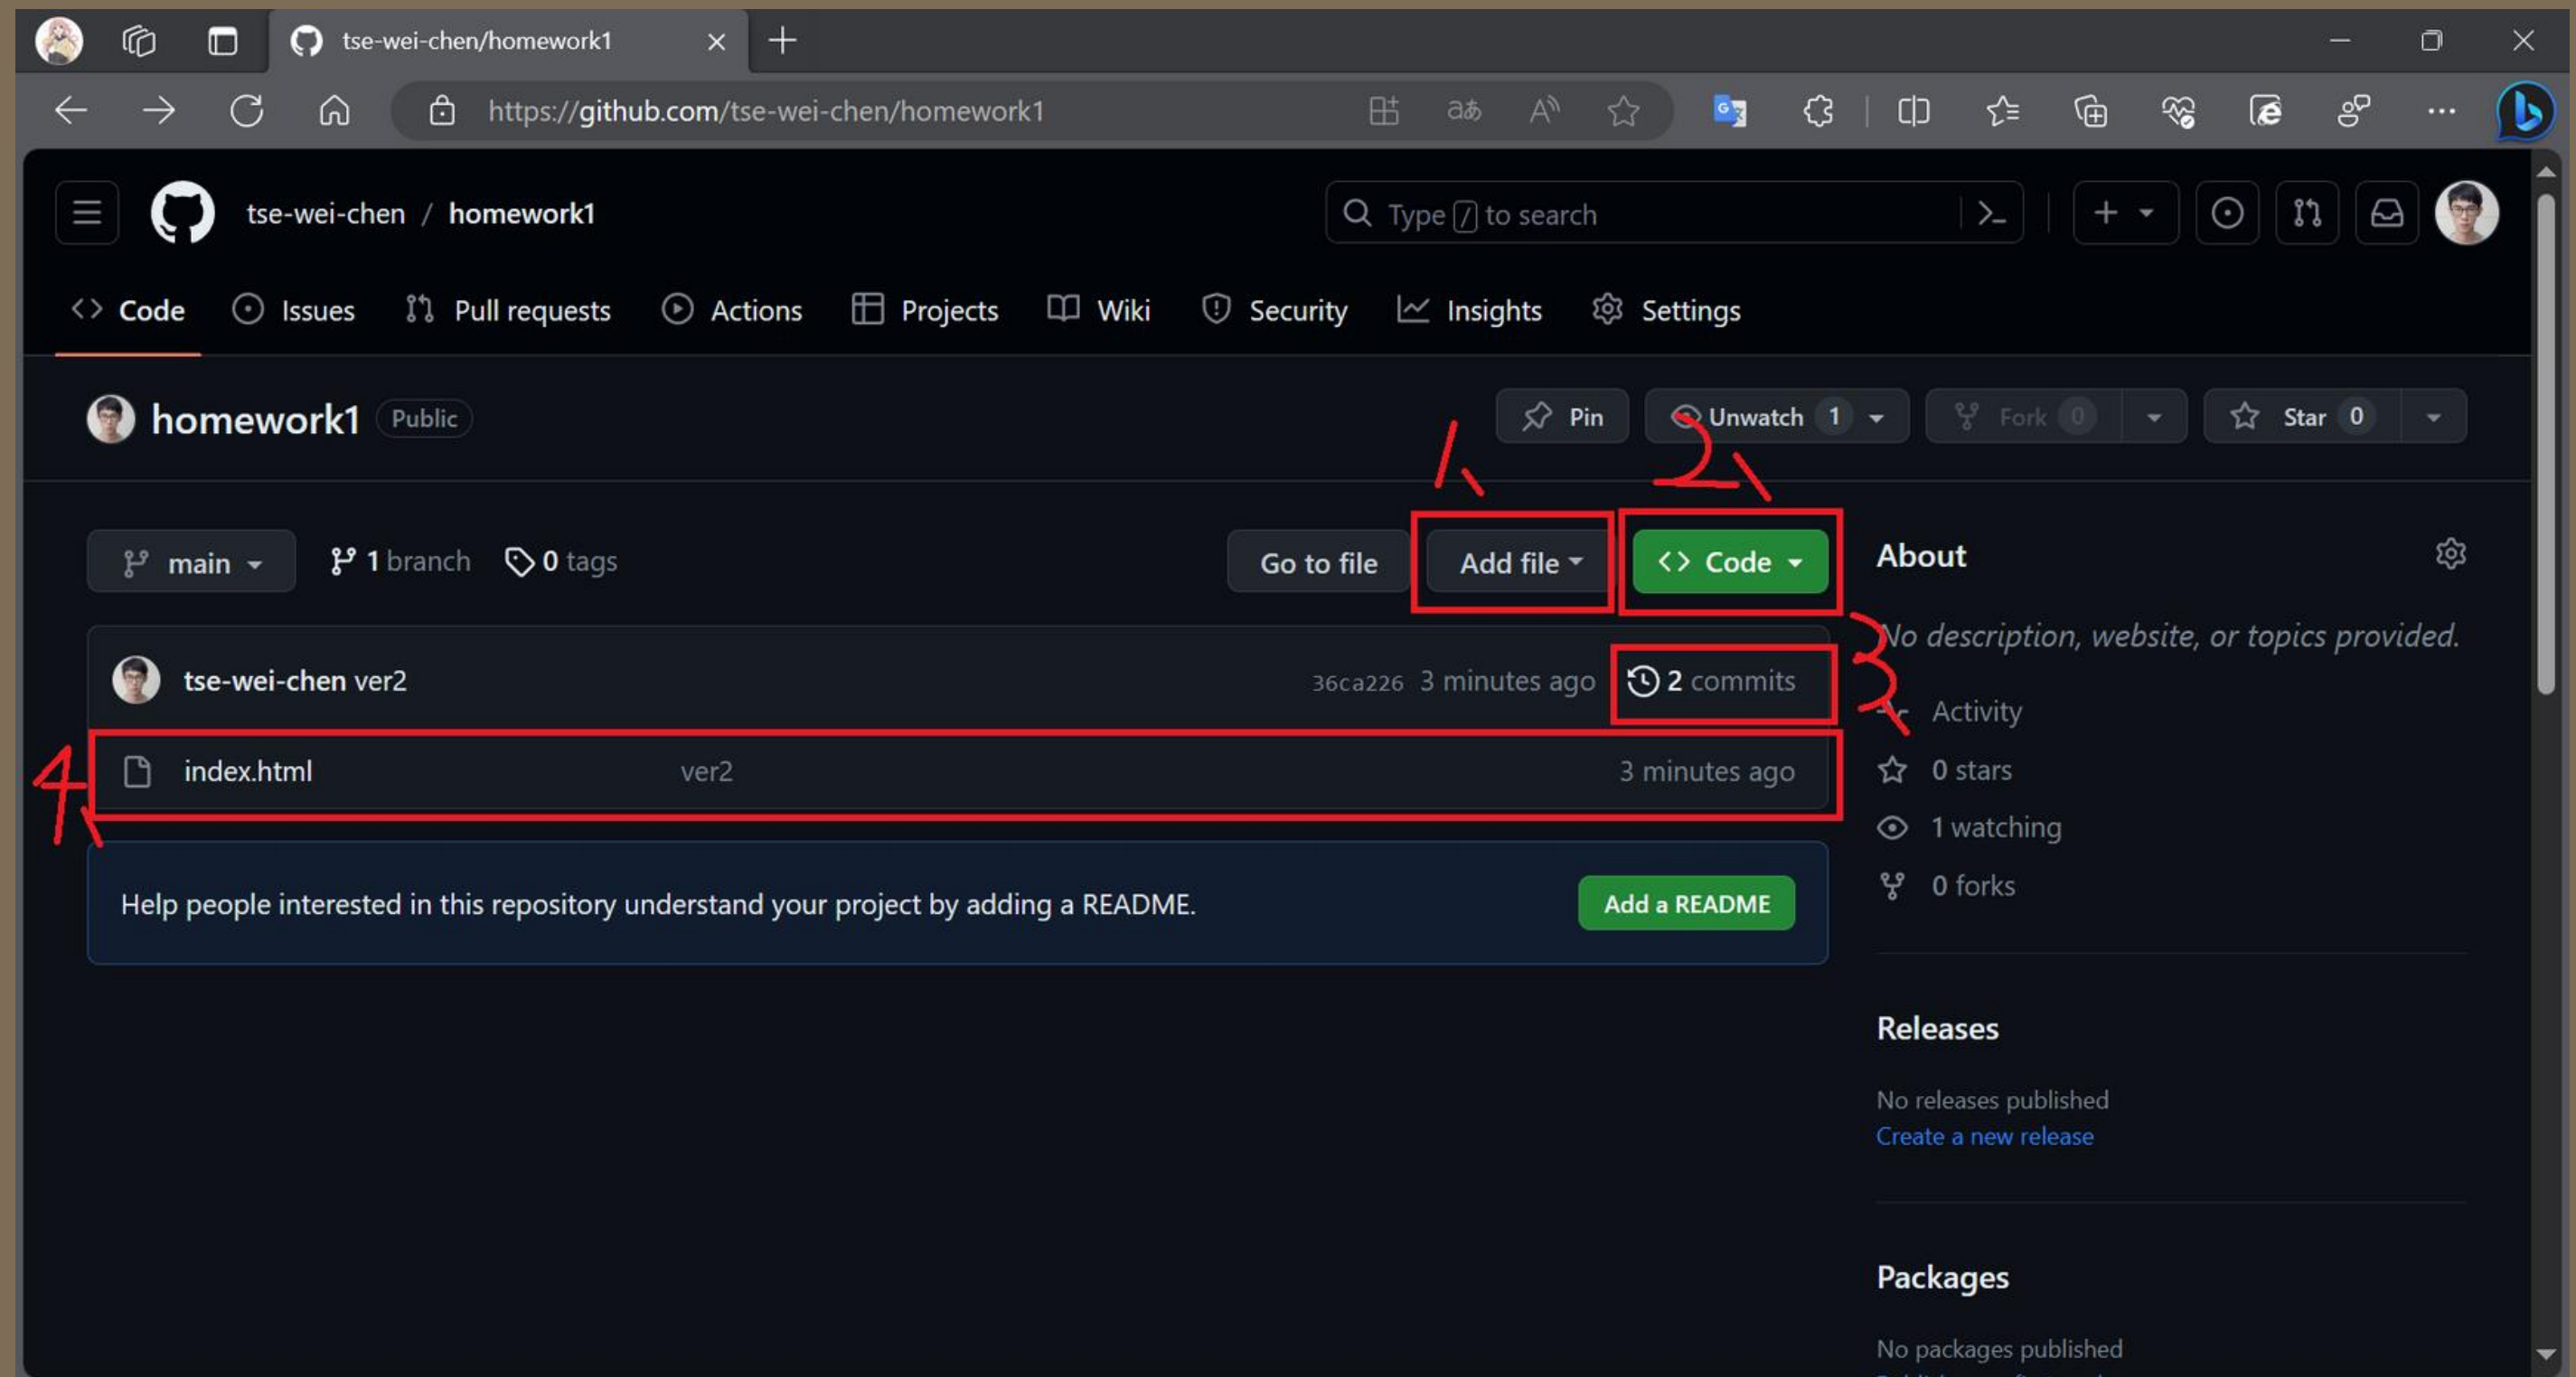 tse-wei-chen/homework1
https://github.com/tse-wei-chen/homework1
tse-wei-chen / homework1
Type / to search
Code Issues Pull requests Actions Projects Wiki Security Insights Settings
homework1 Public
Pin Unwatch 1 Fork 0 Star 0
1、 2、
main 1 branch 0 tags Go to file Add file Code
About
No description, website, or topics provided.
tse-wei-chen ver2 36ca226 3 minutes ago 2 commits
3、
Activity
4、
index.html ver2 3 minutes ago
0 stars
1 watching
0 forks
Help people interested in this repository understand your project by adding a README. Add a README
Releases
No releases published
Create a new release
Packages
No packages published